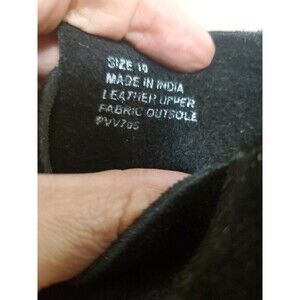 SIZE 10
MADE IN INDIA
LEATHER UPPER
FABRIC OUTSOLE